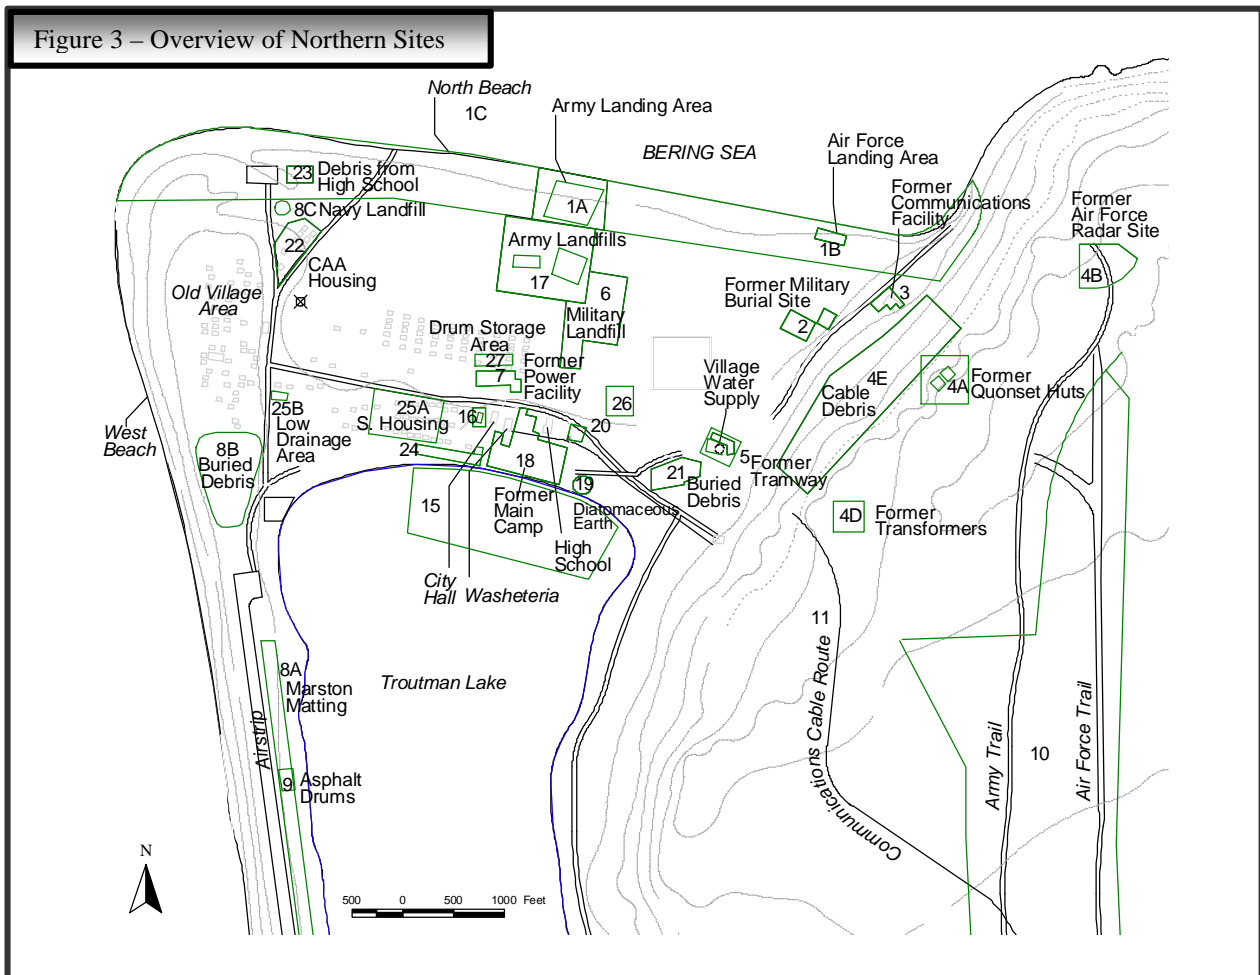 Figure 3 – Overview of Northern Sites
North Beach
1C
Army Landing Area
BERING SEA
Air Force
Landing Area
Former
Communications
Facility
Former
Air Force
Radar Site
23
Debris from
High School
8C Navy Landfill
1A
1B
4B
22
CAA
Housing
Army Landfills
17
6
Military
Landfill
Former Military
Burial Site
2
3
Old Village
Area
Drum Storage
Area
27
7
Former
Power
Facility
Village
Water
Supply
4E
Cable
Debris
4A
Former
Quonset Huts
25B
Low
Drainage
Area
25A
S. Housing
16
26
20
West
Beach
8B
Buried
Debris
24
18
Former
Main
Camp
19
Diatomaceous
Earth
21
Buried
Debris
5
Former
Tramway
15
High
School
4D
Former
Transformers
City
Hall
Washeteria
11
8A
Marston
Matting
Troutman Lake
Airstrip
9
Asphalt
Drums
Communications Cable Route
Army Trail
10
Air Force Trail
N
500 0 500 1000 Feet